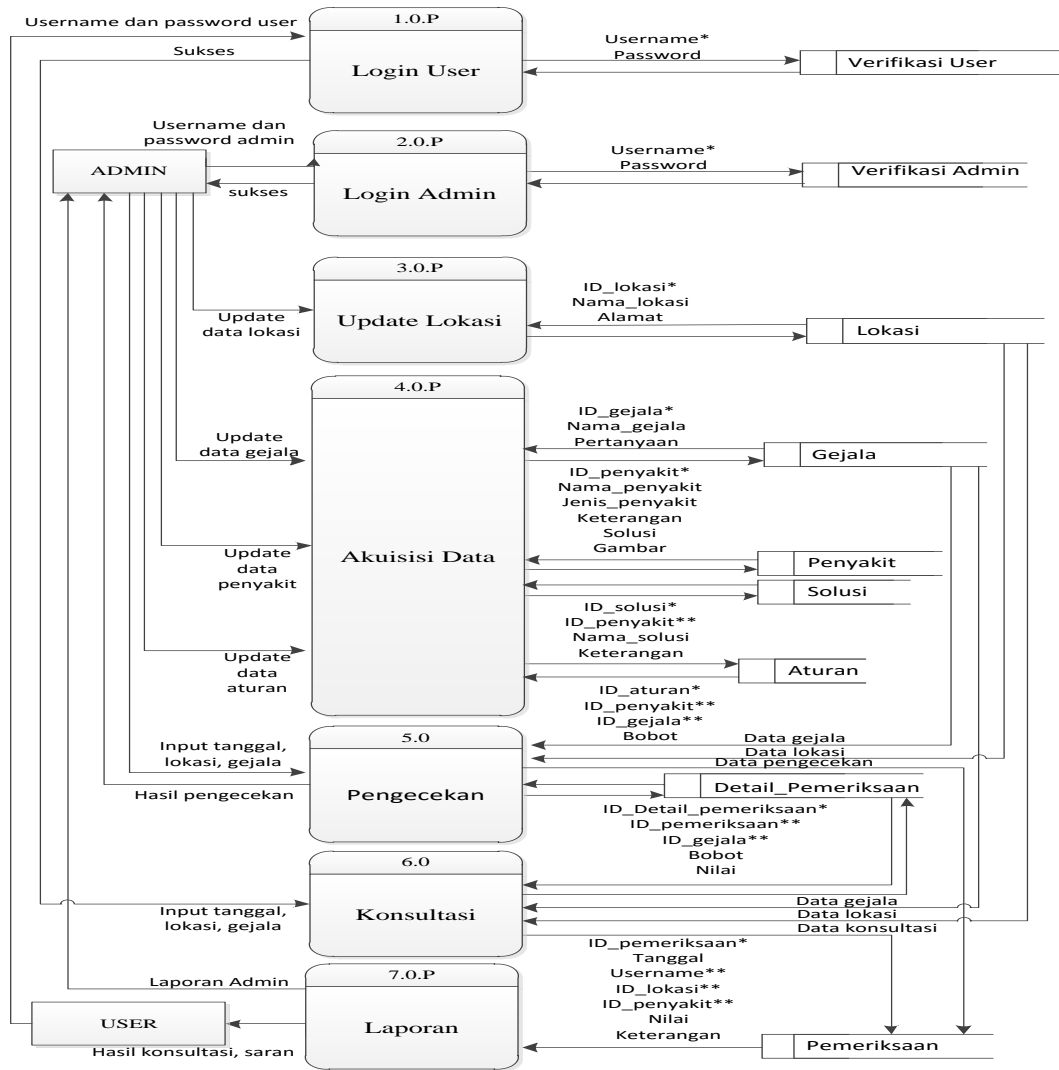 Username dan password user
Sukses
1.0.P
Login User
Username*
Password
Verifikasi User
Username dan
password admin
ADMIN
sukses
2.0.P
Login Admin
Username*
Password
Verifikasi Admin
3.0.P
Update Lokasi
Update
data lokasi
ID_lokasi*
Nama_lokasi
Alamat
Lokasi
4.0.P
Akuisisi Data
Update
data gejala
ID_gejala*
Nama_gejala
Pertanyaan
Gejala
ID_penyakit*
Nama_penyakit
Jenis_penyakit
Keterangan
Solusi
Gambar
Penyakit
Update
data
penyakit
Solusi
ID_solusi*
ID_penyakit**
Nama_solusi
Keterangan
Update
data
aturan
Aturan
ID_aturan*
ID_penyakit**
ID_gejala**
Bobot
5.0
Pengecekan
Input tanggal,
lokasi, gejala
Hasil pengecekan
Data gejala
Data lokasi
Data pengecekan
Detail_Pemeriksaan
ID_Detail_pemeriksaan*
ID_pemeriksaan**
ID_gejala**
Bobot
Nilai
6.0
Konsultasi
Input tanggal,
lokasi, gejala
Data gejala
Data lokasi
Data konsultasi
ID_pemeriksaan*
Tanggal
Username**
ID_lokasi**
ID_penyakit**
Nilai
Keterangan
7.0.P
Laporan
Laporan Admin
USER
Hasil konsultasi, saran
Pemeriksaan